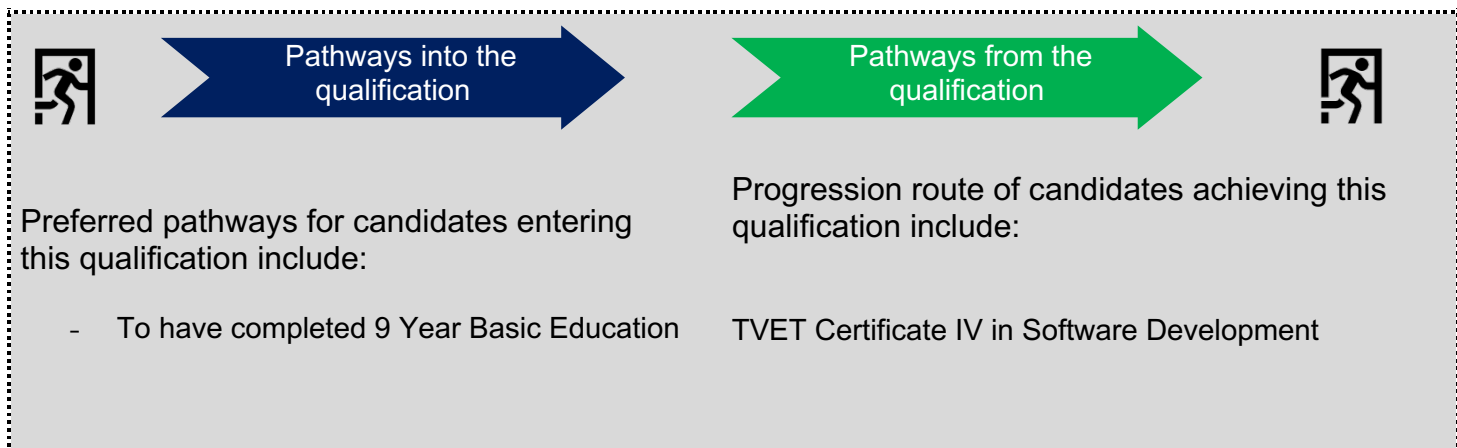 Pathways into the
qualification
Pathways from the
qualification
Preferred pathways for candidates entering
this qualification include:
- To have completed 9 Year Basic Education
Progression route of candidates achieving this
qualification include:
TVET Certificate IV in Software Development